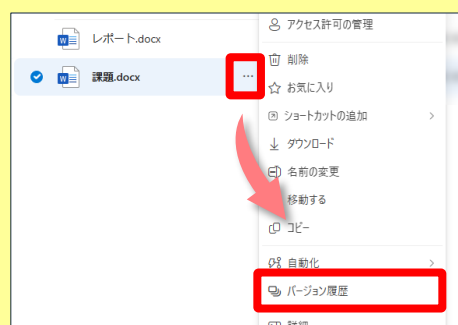 アクセス許可の管理
レポート.docx
削除
課題.docx
...
お気に入り
ショートカットの追加
ダウンロード
名前の変更
移動する
コピー
自動化
バージョン履歴
詳細